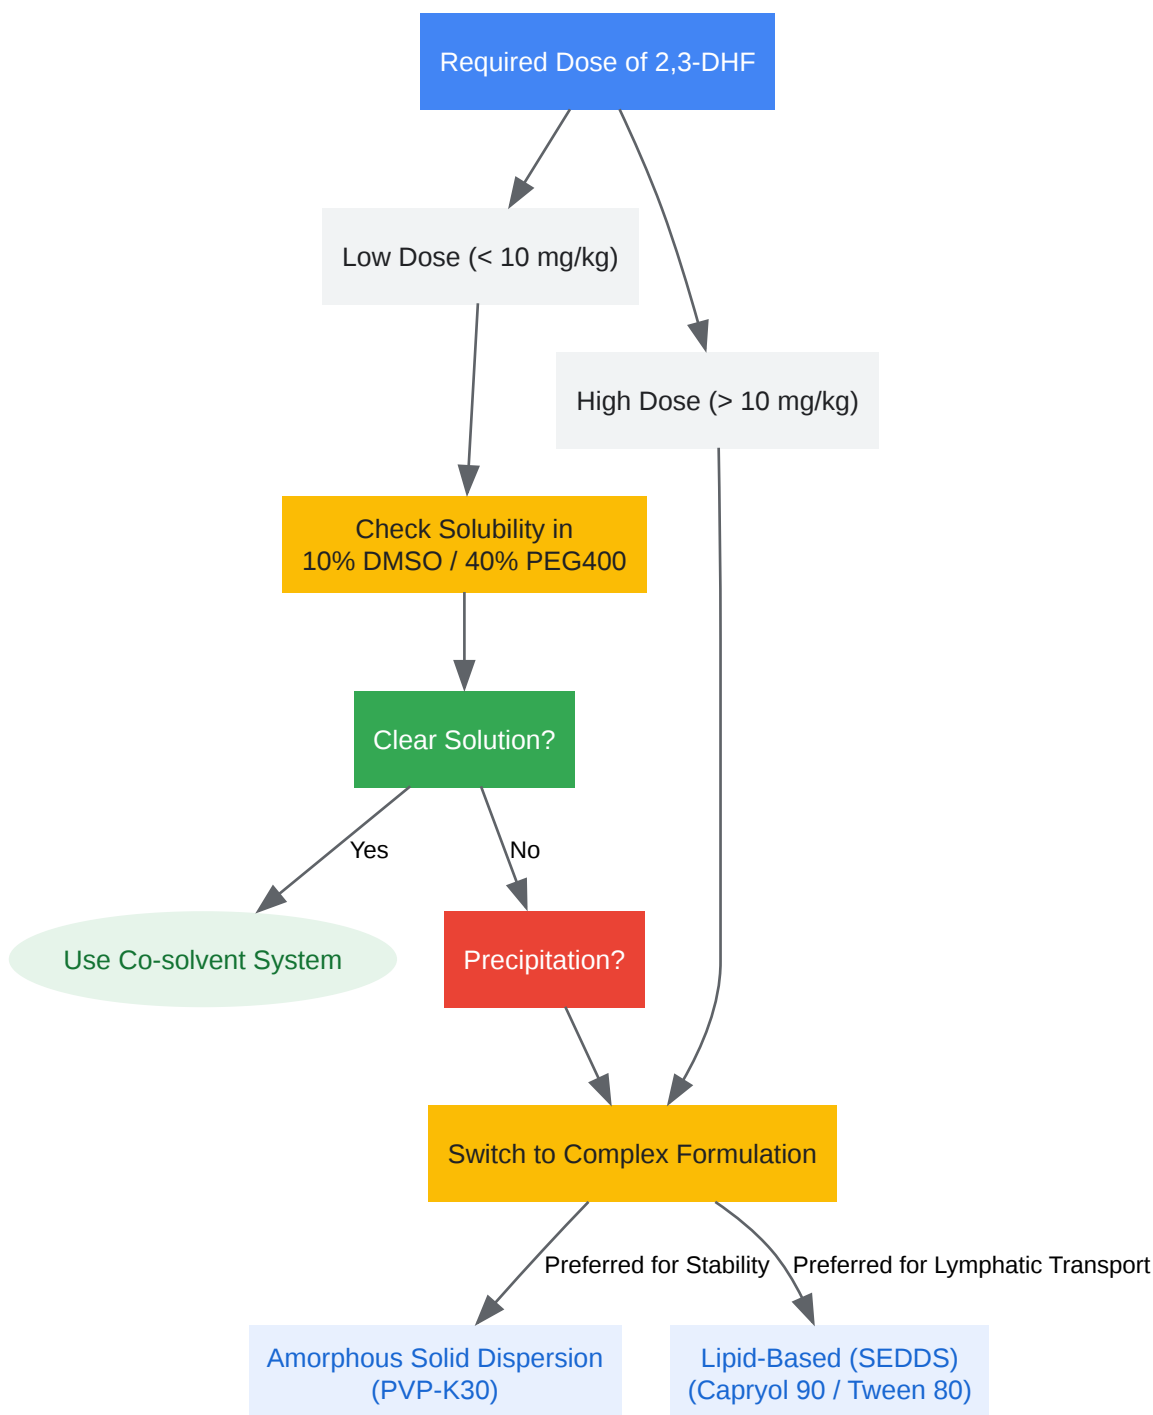 Required Dose of 2,3-DHF
Low Dose (< 10 mg/kg)
High Dose (> 10 mg/kg)
Check Solubility in
10% DMSO / 40% PEG400
Clear Solution?
Yes
No
Use Co-solvent System
Precipitation?
Switch to Complex Formulation
Preferred for Stability
Preferred for Lymphatic Transport
Amorphous Solid Dispersion
(PVP-K30)
Lipid-Based (SEDDS)
(Capryol 90 / Tween 80)